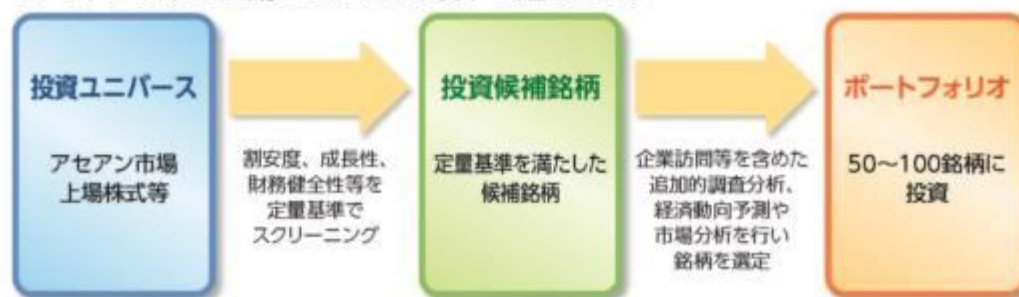 投資ユニバース
アセアン市場
上場株式等
割安度、成長性、
財務健全性等を
定量基準で
スクリーニング
投資候補銘柄
定量基準を満たした
候補銘柄
企業訪問等を含めた
追加的調査分析、
経済動向予測や
市場分析を行い
銘柄を選定
ポートフォリオ
50～100銘柄に
投資